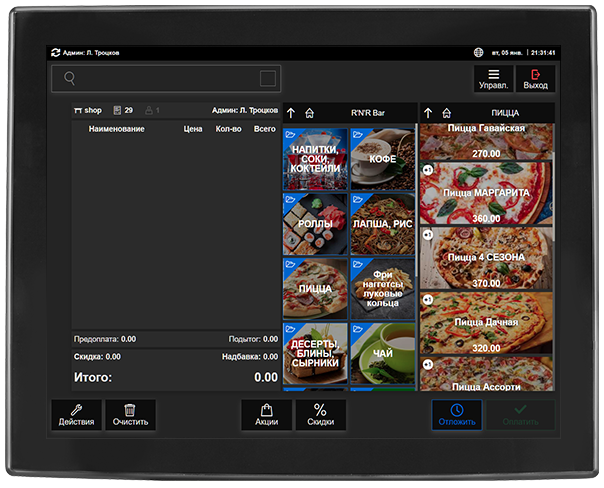 Админ: Л. Троцков
вт, 05 янв. | 21:31:41
Управл.
Выход
shop 29 1 Админ: Л. Троцков
Наименование Цена Кол-во Всего
R'N'R Bar
ПИЦЦА
НАПИТКИ,
СОКИ,
КОКТЕЙЛИ
КОФЕ
РОЛЛЫ
ЛАПША, РИС
ПИЦЦА
Фри
наггетсы
луковые
кольца
ДЕСЕРТЫ,
БЛИНЫ,
СЫРНИКИ
ЧАЙ
Пицца Гавайская
270.00
Пицца МАРГАРИТА
360.00
Пицца 4 СЕЗОНА
370.00
Пицца Дачная
320.00
Пицца Ассорти
Предоплата: 0.00 Подытог: 0.00
Скидка: 0.00 Надбавка: 0.00
Итого: 0.00
Действия
Очистить
Акции
Скидки
Отложить
Оплатить